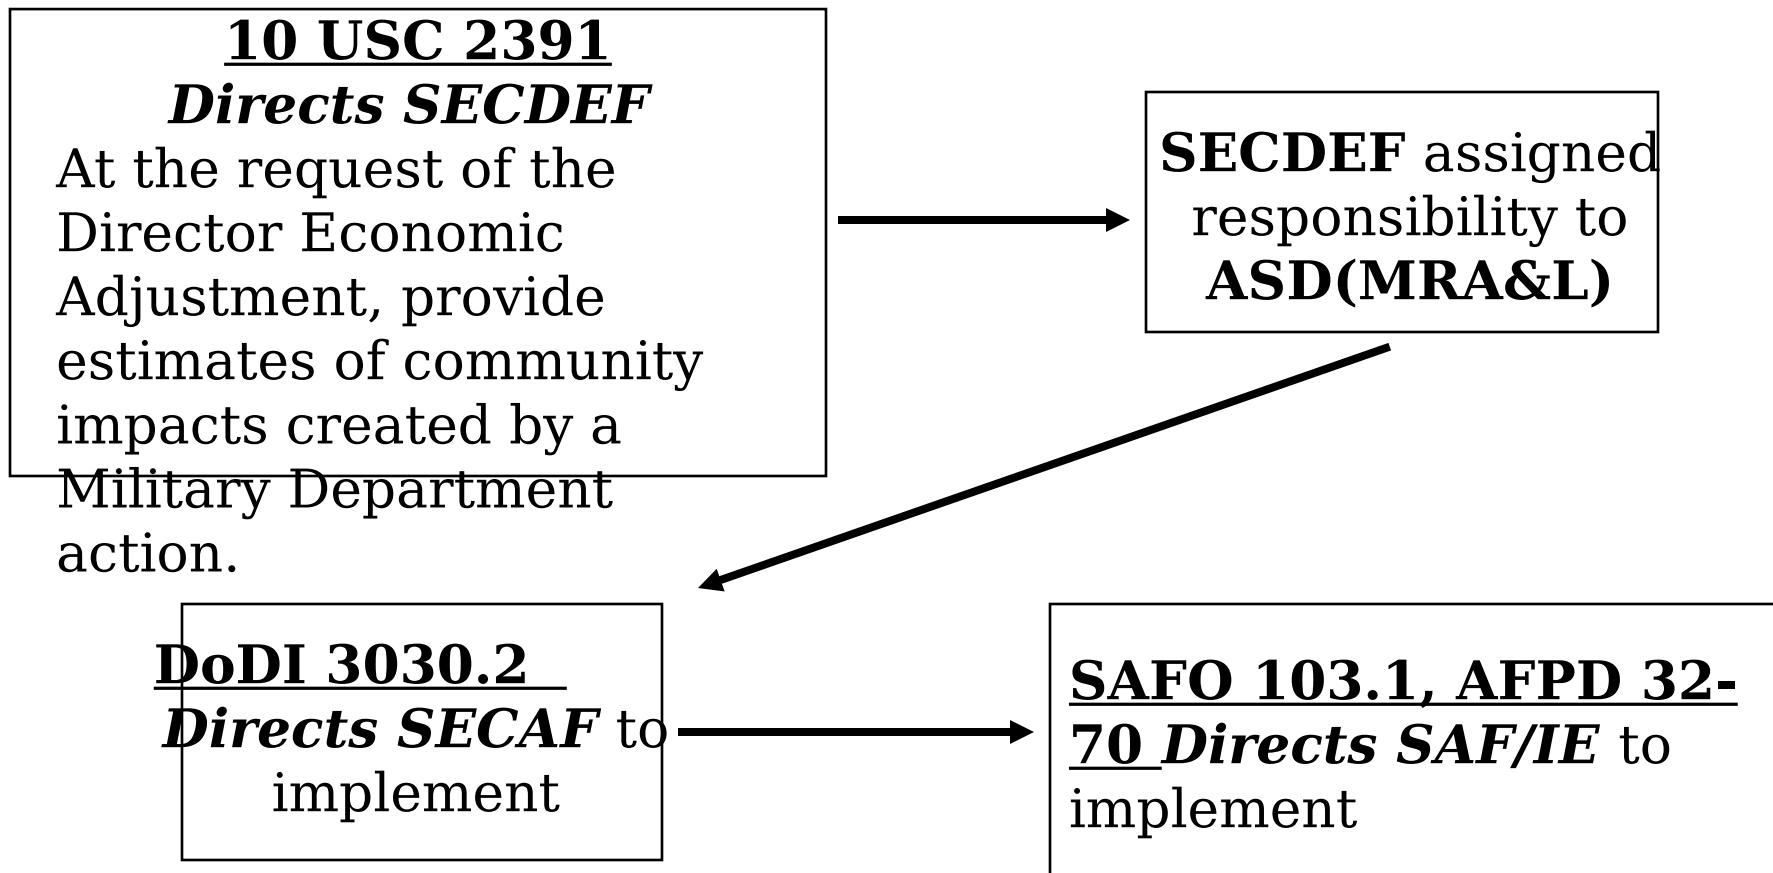 10 USC 2391
Directs SECDEF
At the request of the
Director Economic
Adjustment, provide
estimates of community
impacts created by a
Military Department
action.
SECDEF assigned
responsibility to
ASD(MRA&L)
DoDI 3030.2
Directs SECAF to
implement
SAFO 103.1, AFPD 32-
70 Directs SAF/IE to
implement